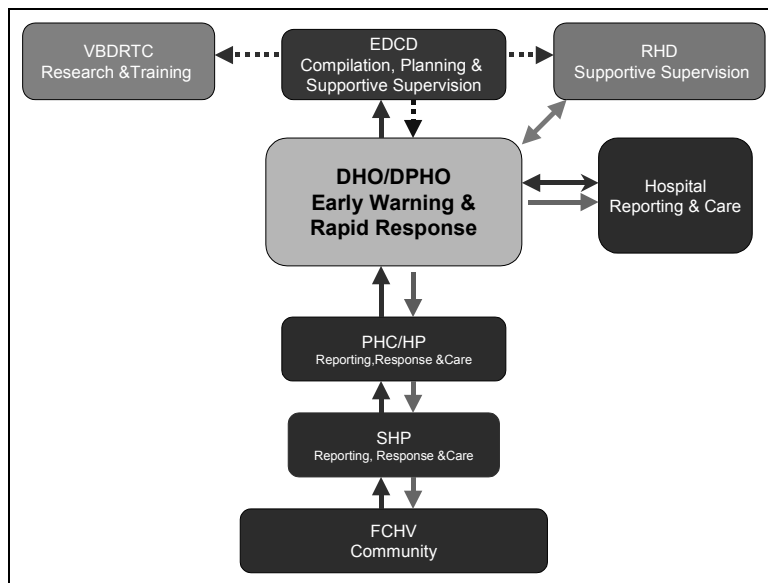 VBDRTC
Research &Training
EDCD
Compilation, Planning &
Supportive Supervision
RHD
Supportive Supervision
DHO/DPHO
Early Warning &
Rapid Response
Hospital
Reporting & Care
PHC/HP
Reporting,Response &Care
SHP
Reporting, Response &Care
FCHV
Community